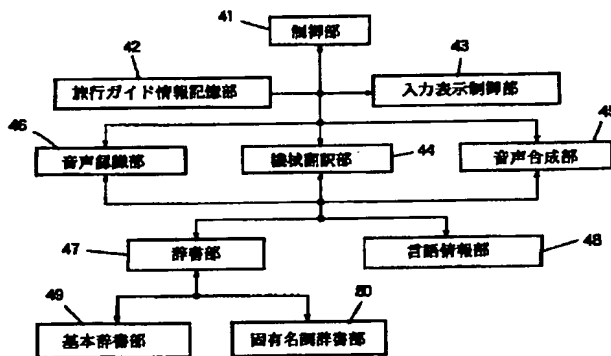 41
制御部
42
43
旅行ガイド情報記憶部
入力表示制御部
46
45
音声認識部
機械翻訳部
44
音声合成部
47
辞書部
言語情報部
48
49
80
基本辞書部
固有名詞辞書部